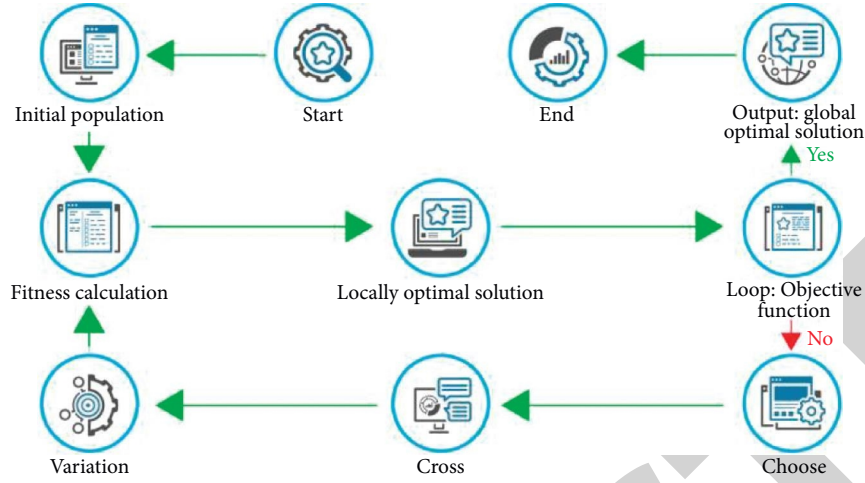 Initial population
Start
End
Output: global
optimal solution
Yes
Fitness calculation
Locally optimal solution
Loop: Objective
function
No
Variation
Cross
Choose